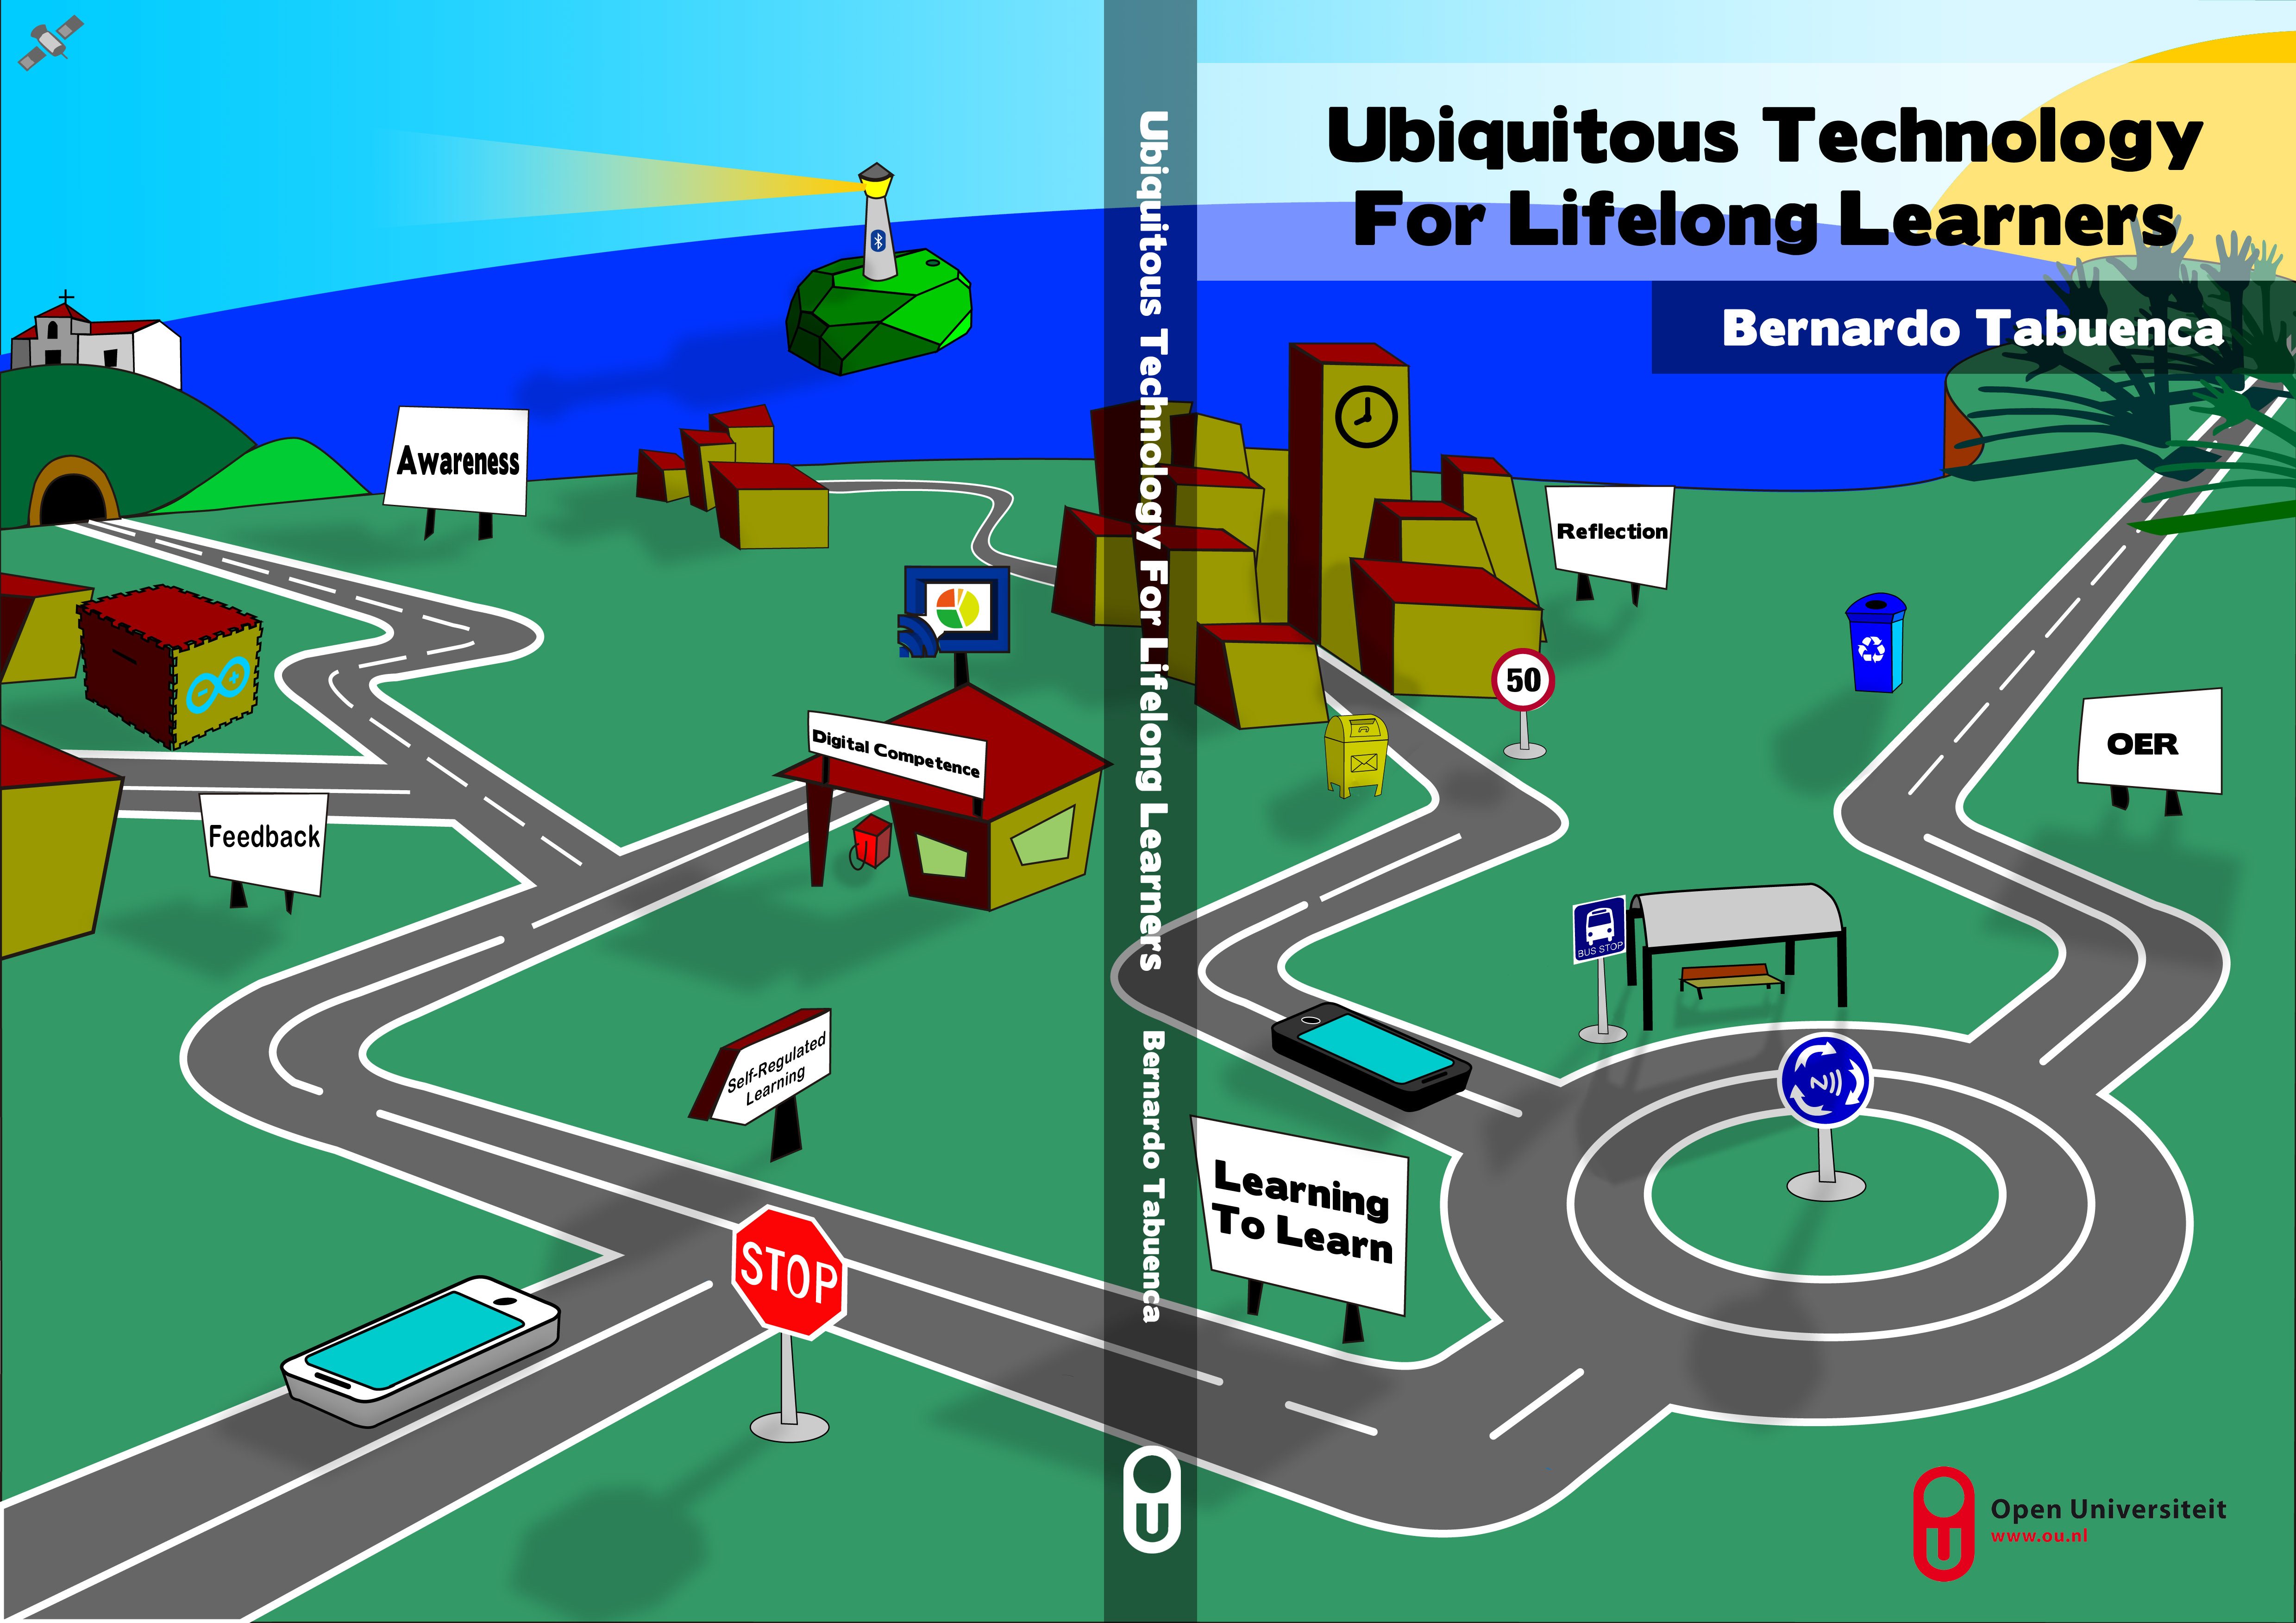 Ubiquitous Technology
For Lifelong Learners
Bernardo Tabuenca
Ubiquitous Technology For Lifelong Learners Bernardo Tabuenca
Awareness
Reflection
50
Digital Competence
OER
Feedback
BUS STOP
Self-Regulated
Learning
Learning
To Learn
STOP
Open Universiteit
www.ou.nl